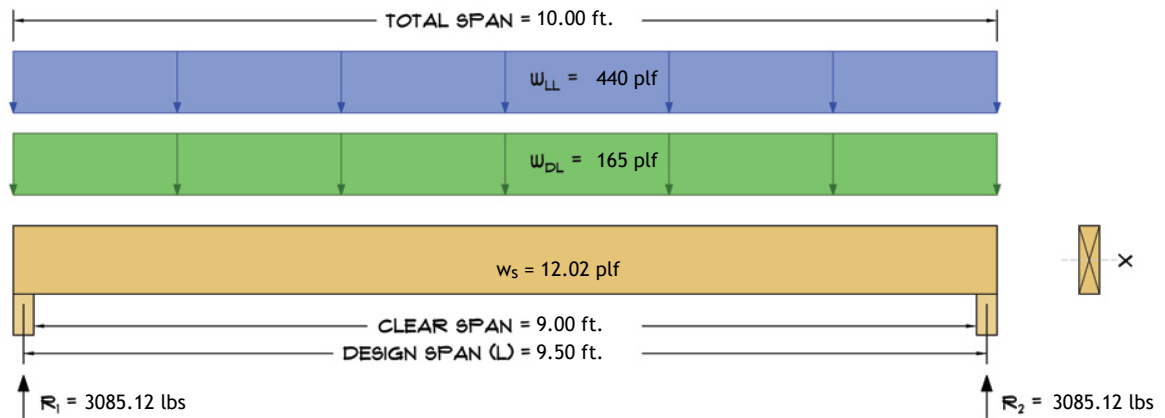 TOTAL SPAN = 10.00 ft.
WLL = 440 plf
WDL = 165 plf
ws = 12.02 plf
X
CLEAR SPAN = 9.00 ft.
DESIGN SPAN (L) = 9.50 ft.
R1 = 3085.12 lbs
R2 = 3085.12 lbs